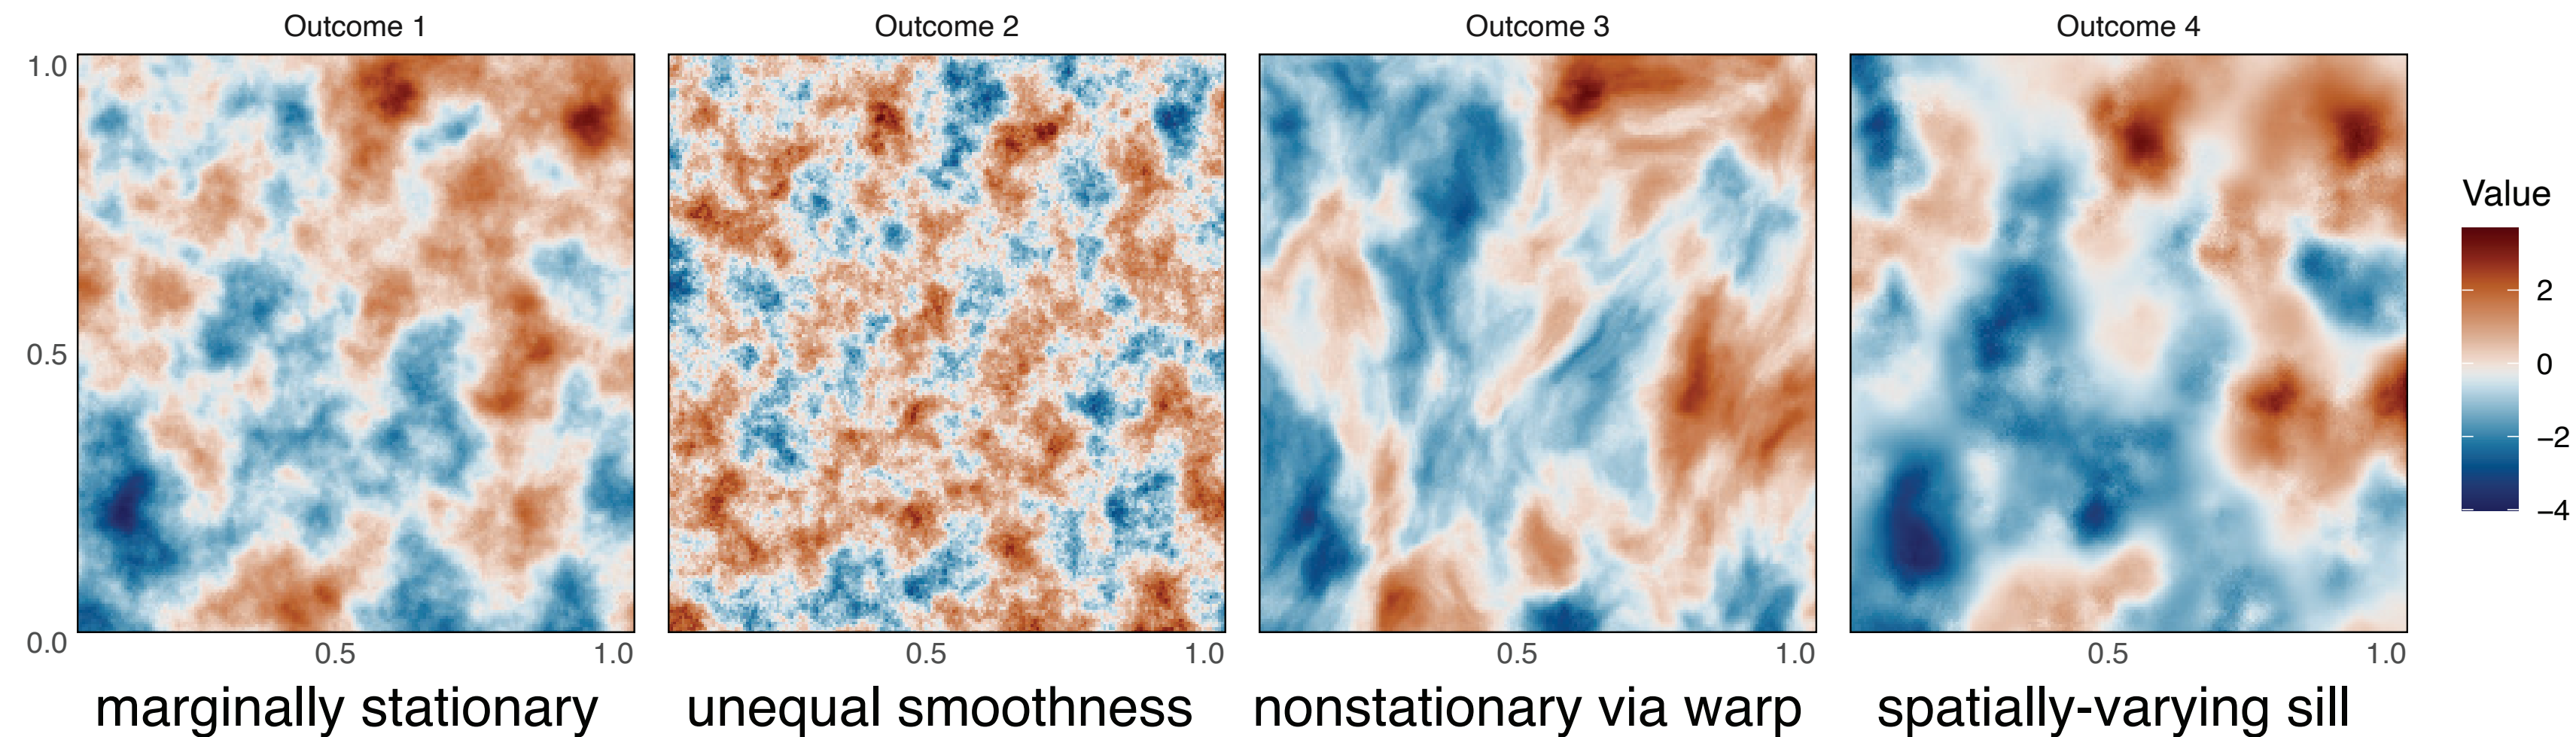 Outcome 1
Outcome 2
Outcome 3
Outcome 4
1.0
0.5
0.0
0.5 1.0
0.5 1.0
0.5 1.0
0.5 1.0
Value
2
0
−2
−4
marginally stationary
unequal smoothness
nonstationary via warp
spatially-varying sill